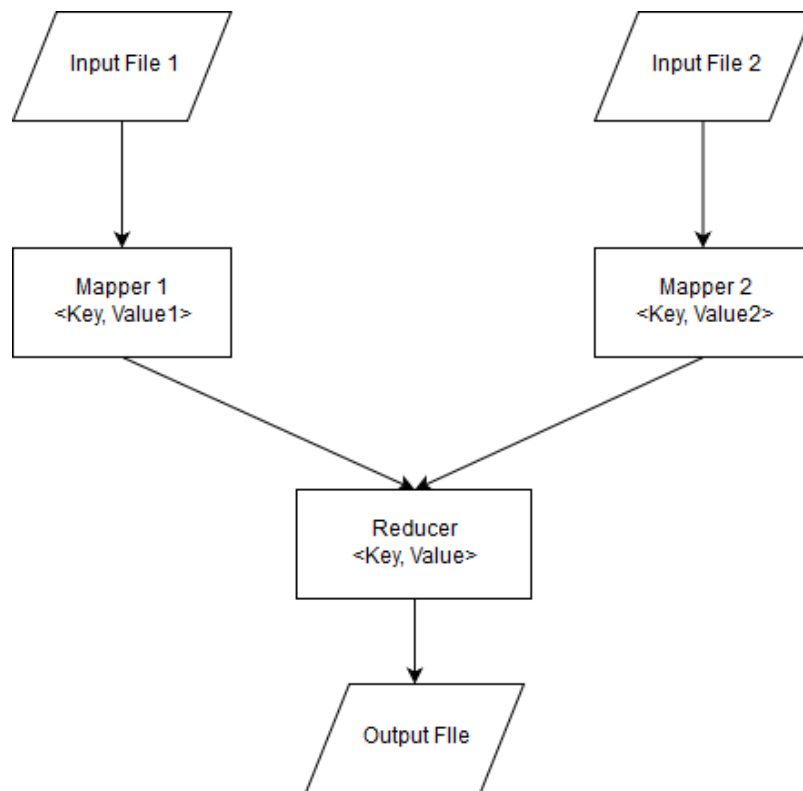 Input File 1
Input File 2
Mapper 1
<Key, Value1>
Mapper 2
<Key, Value2>
Reducer
<Key, Value>
Output FIle